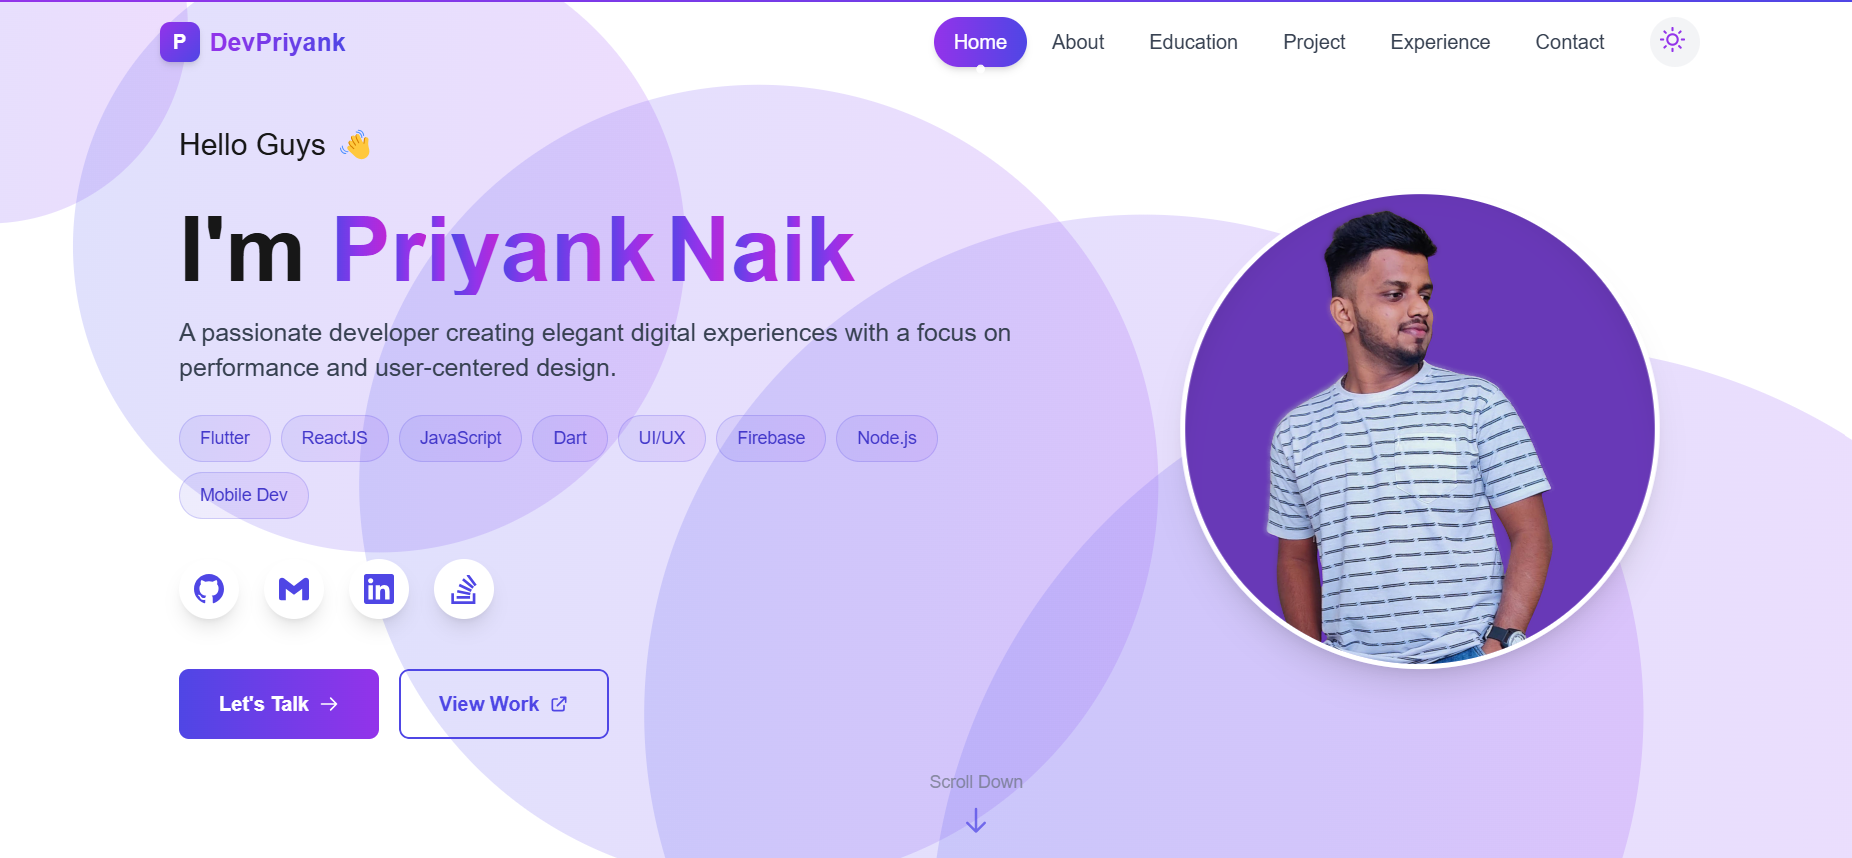 P DevPriyank
Home About Education Project Experience Contact
Hello Guys 👋
I'm Priyank Naik
A passionate developer creating elegant digital experiences with a focus on
performance and user-centered design.
Flutter ReactJS JavaScript Dart UI/UX Firebase Node.js
Mobile Dev
Let's Talk → View Work
Scroll Down